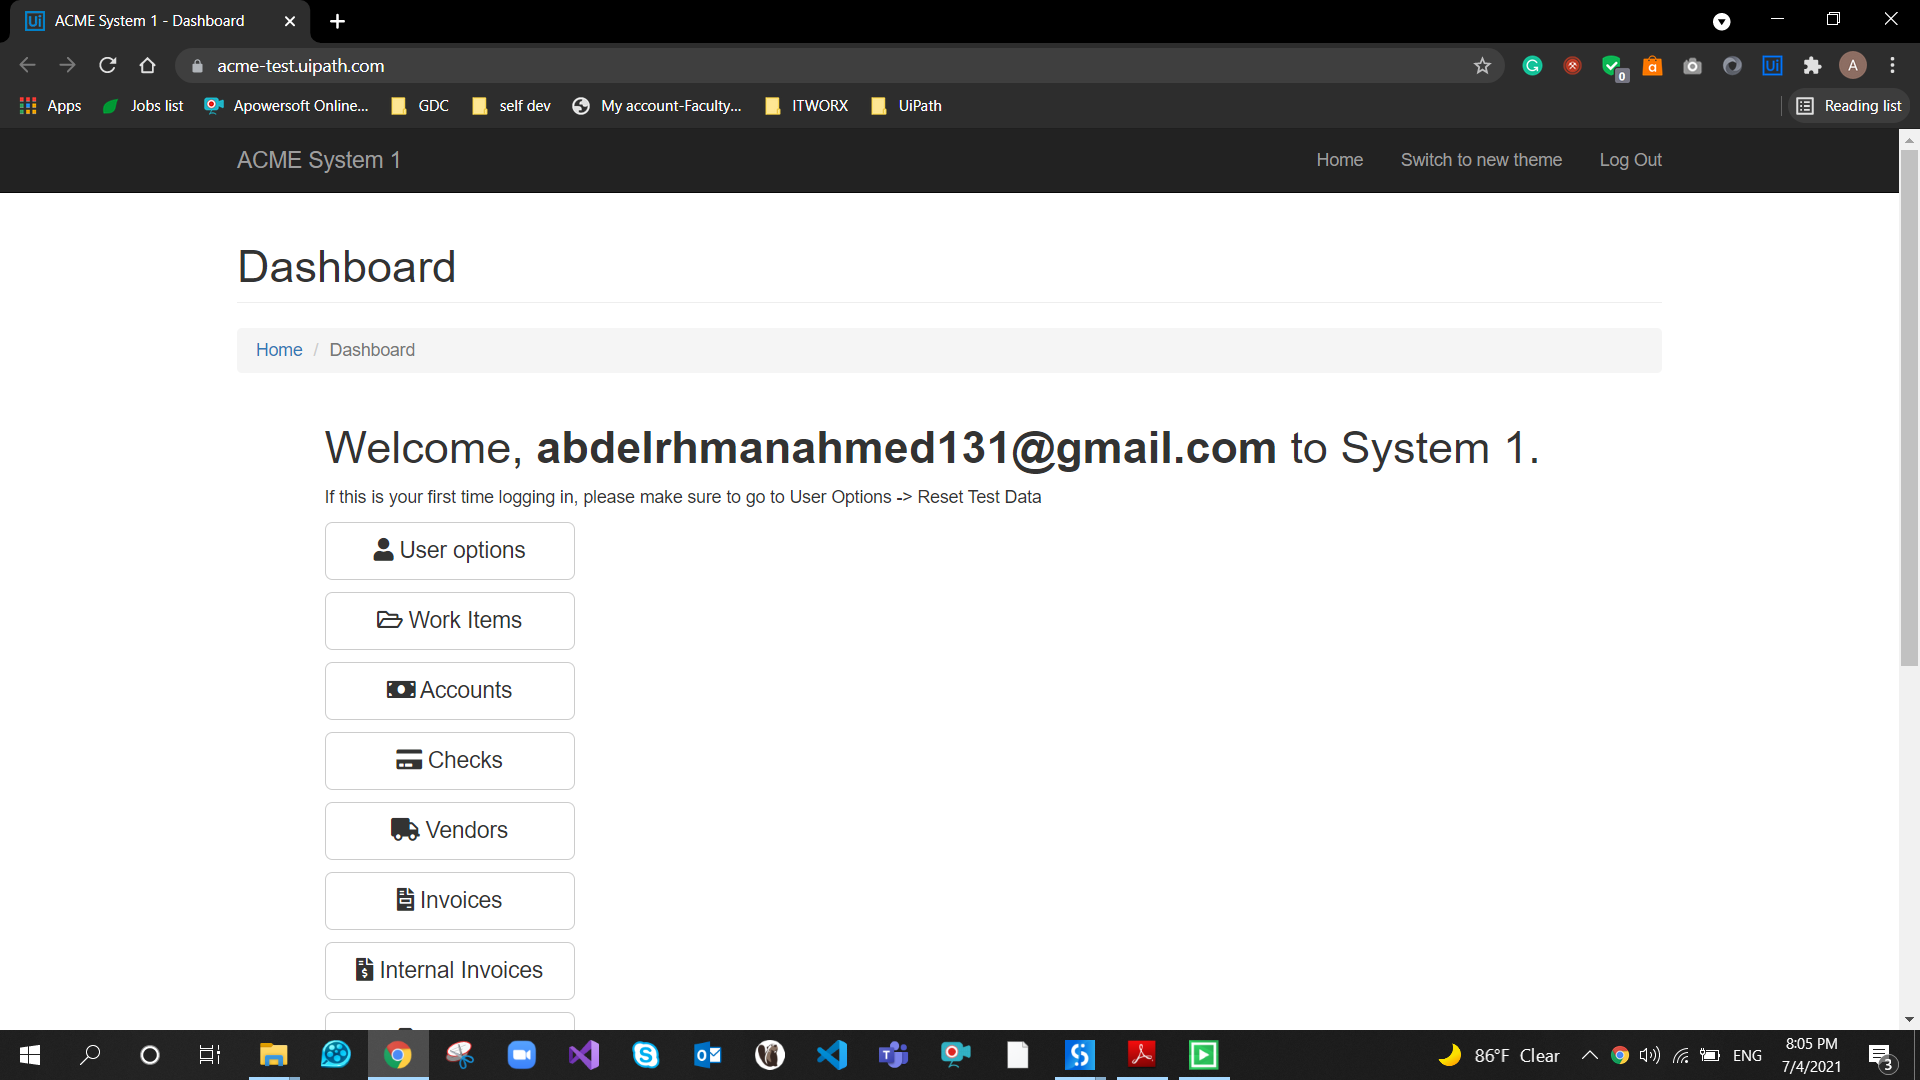 ACME System 1 - Dashboard
acme-test.uipath.com
Apps
Jobs list
Apowersoft Online...
GDC
self dev
My account-Faculty...
ITWORX
UiPath
Reading list
ACME System 1
Home
Switch to new theme
Log Out
Dashboard
Home / Dashboard
Welcome, abdelrhmanahmed131@gmail.com to System 1.
If this is your first time logging in, please make sure to go to User Options -> Reset Test Data
User options
Work Items
Accounts
Checks
Vendors
Invoices
Internal Invoices
86°F Clear
ENG
8:05 PM
7/4/2021
3